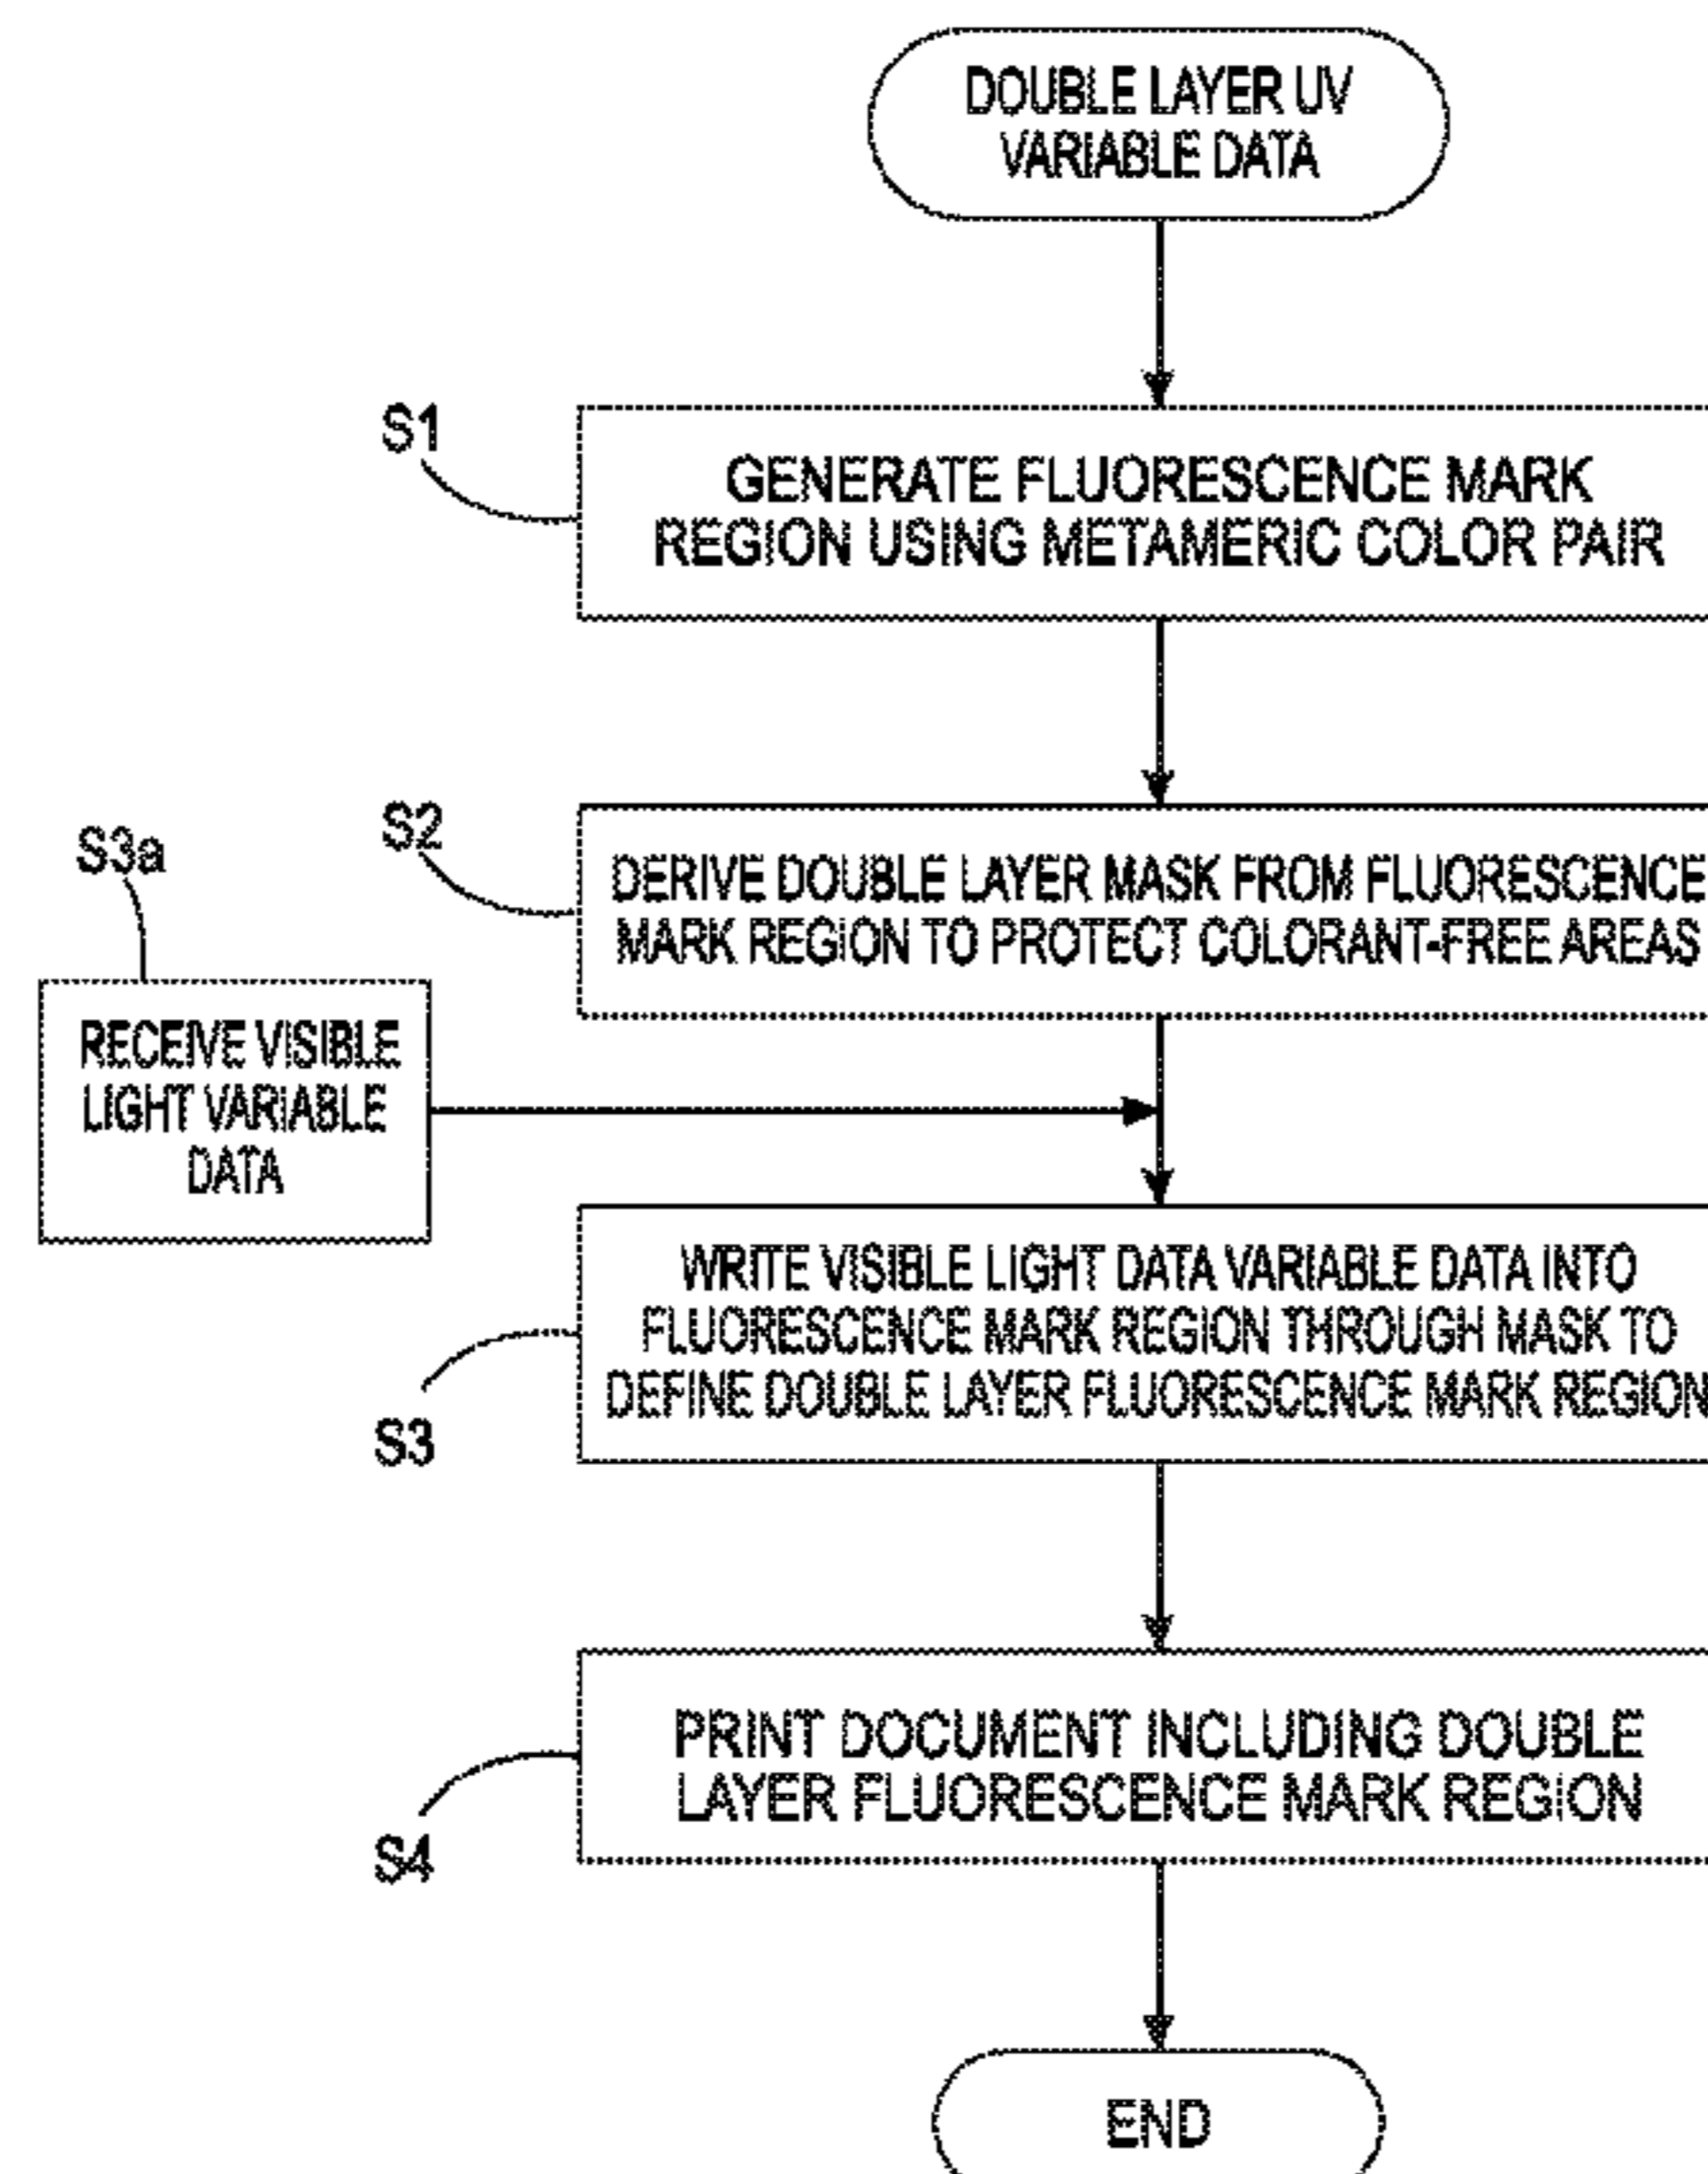 DOUBLE LAYER UV
VARIABLE DATA
S1
GENERATE FLUORESCENCE MARK
REGION USING METAMERIC COLOR PAIR
S2
DERIVE DOUBLE LAYER MASK FROM FLUORESCENCE
MARK REGION TO PROTECT COLORANT-FREE AREAS
S3a
RECEIVE VISIBLE
LIGHT VARIABLE
DATA
WRITE VISIBLE LIGHT DATA VARIABLE DATA INTO
FLUORESCENCE MARK REGION THROUGH MASK TO
DEFINE DOUBLE LAYER FLUORESCENCE MARK REGION
S3
PRINT DOCUMENT INCLUDING DOUBLE
LAYER FLUORESCENCE MARK REGION
S4
END